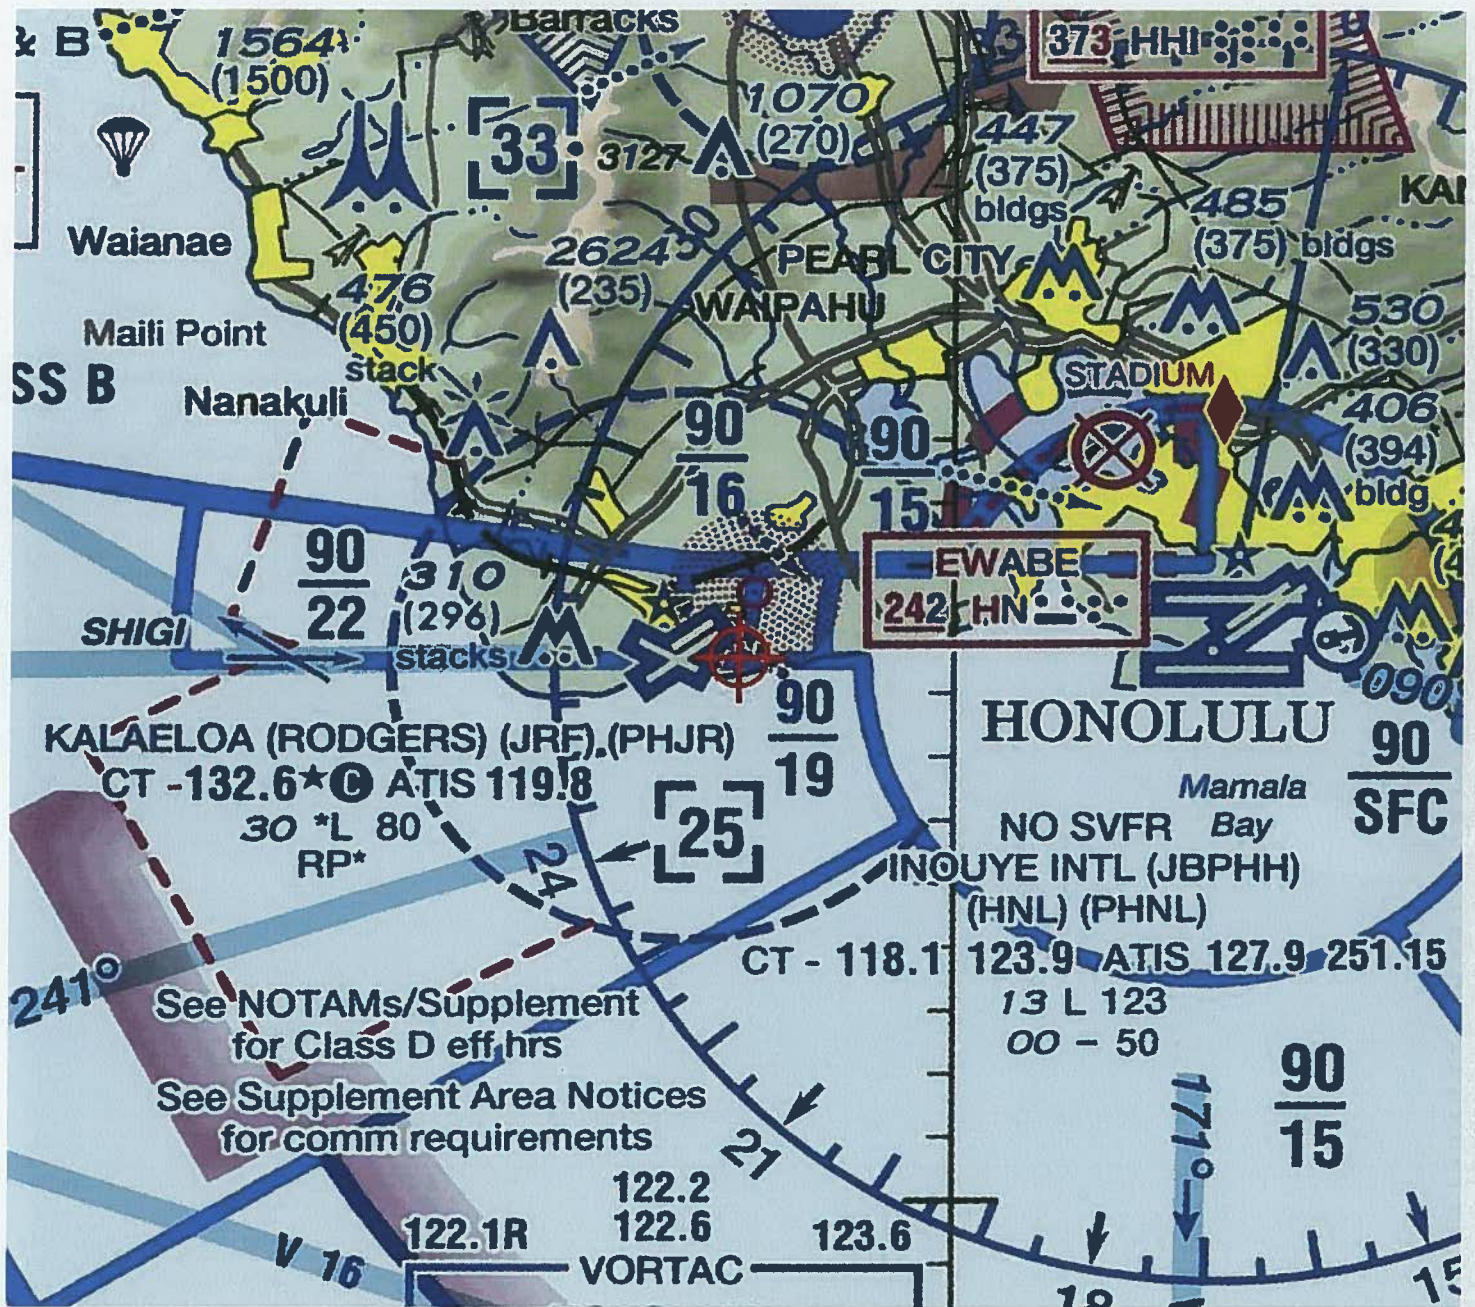 & B
1564
(1500)
Barracks
373 HHI
33
3127
1070
(270)
447
(375)
bldgs
485
(375) bldgs
Waianae
2624
(235)
30
PEARL CITY
WAIPAHU
476
(450)
stack
530
(330)
Maili Point
SS B
Nanakuli
STADIUM
406
(394)
bldg
90
16
90
15
90
22
310
(296)
stacks
EWABE
242 HN
SHIGI
090
90
19
HONOLULU
90
SFC
KALAELOA (RODGERS) (JRF) (PHJR)
CT - 132.6 ★ C ATIS 119.8
30 *L 80
RP*
25
24
Mamala
Bay
NO SVFR
INOUYE INTL (JBPHH)
(HNL) (PHNL)
CT - 118.1 123.9 ATIS 127.9 251.15
13 L 123
00 - 50
241°
See NOTAMs/Supplement
for Class D eff hrs
See Supplement Area Notices
for comm requirements
90
15
171°
21
122.2
122.1R 122.6 123.6
VORTAC
V 16
18
15